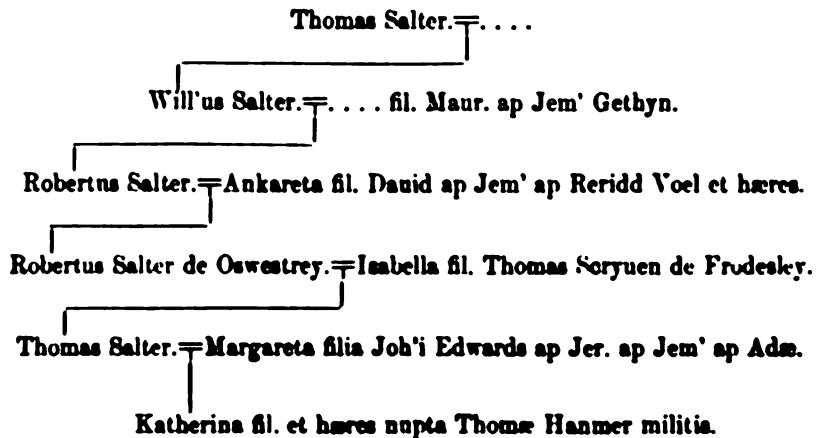 Thomas Salter.=. . . .
Will'us Salter.=. . . . fil. Maur. ap Jem' Gethyn.
Robertus Salter.=Ankareta fil. Dauid ap Jem' ap Reridd Voel et hæres.
Robertus Salter de Oswestrey.=Isabella fil. Thomas Scryuen de Frodesley.
Thomas Salter.=Margareta filia Joh'i Edwards ap Jer. ap Jem' ap Adæ.
Katherina fil. et hæres nupta Thomæ Hanmer militis.